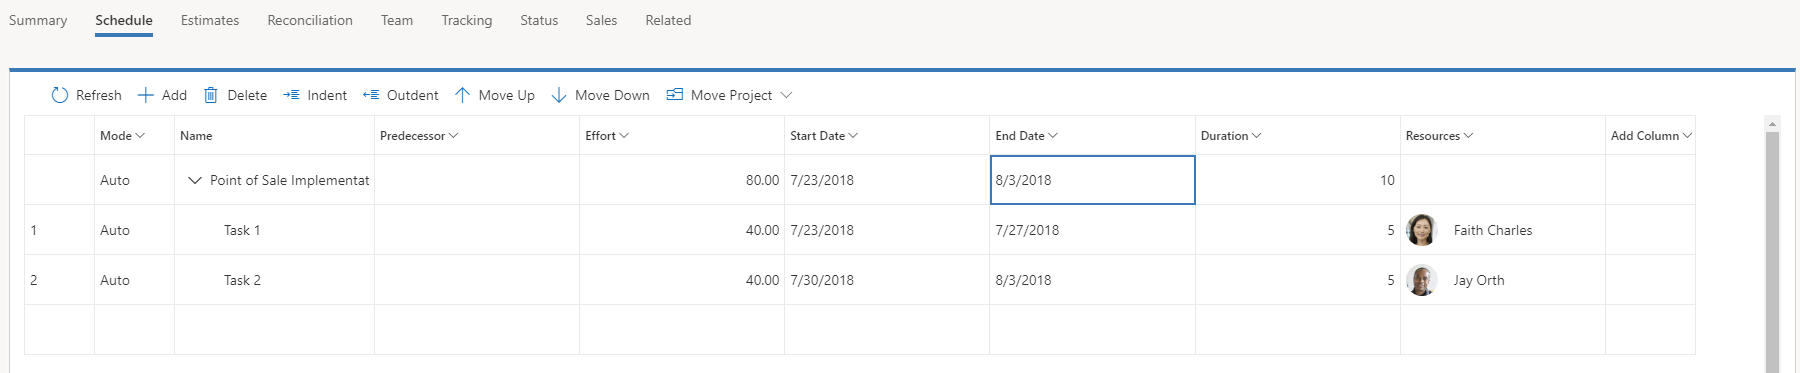 Summary Schedule Estimates Reconciliation Team Tracking Status Sales Related
Refresh Add Delete Indent Outdent Move Up Move Down Move Project
Mode Name Predecessor Effort Start Date End Date Duration Resources Add Column
Auto Point of Sale Implementat 80.00 7/23/2018 8/3/2018 10
1 Auto Task 1 40.00 7/23/2018 7/27/2018 5 Faith Charles
2 Auto Task 2 40.00 7/30/2018 8/3/2018 5 Jay Orth